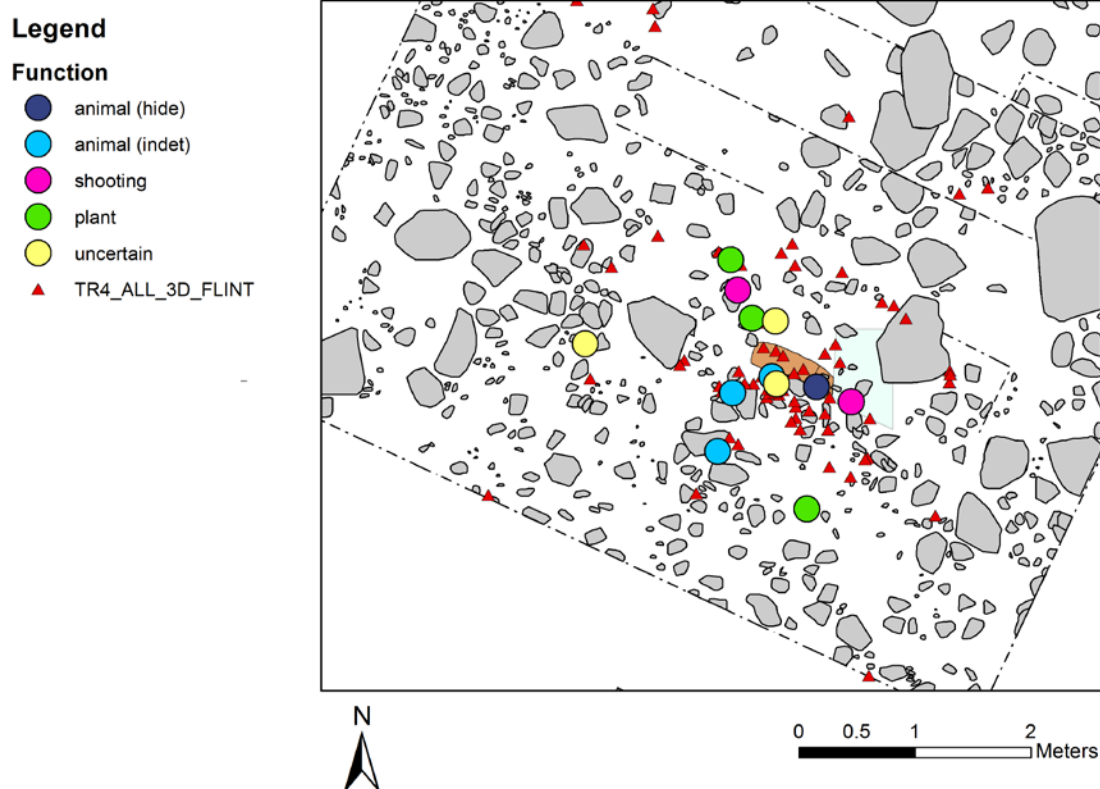 Legend
Function
animal (hide)
animal (indet)
shooting
plant
uncertain
TR4_ALL_3D_FLINT
N
0 0.5 1 2
Meters